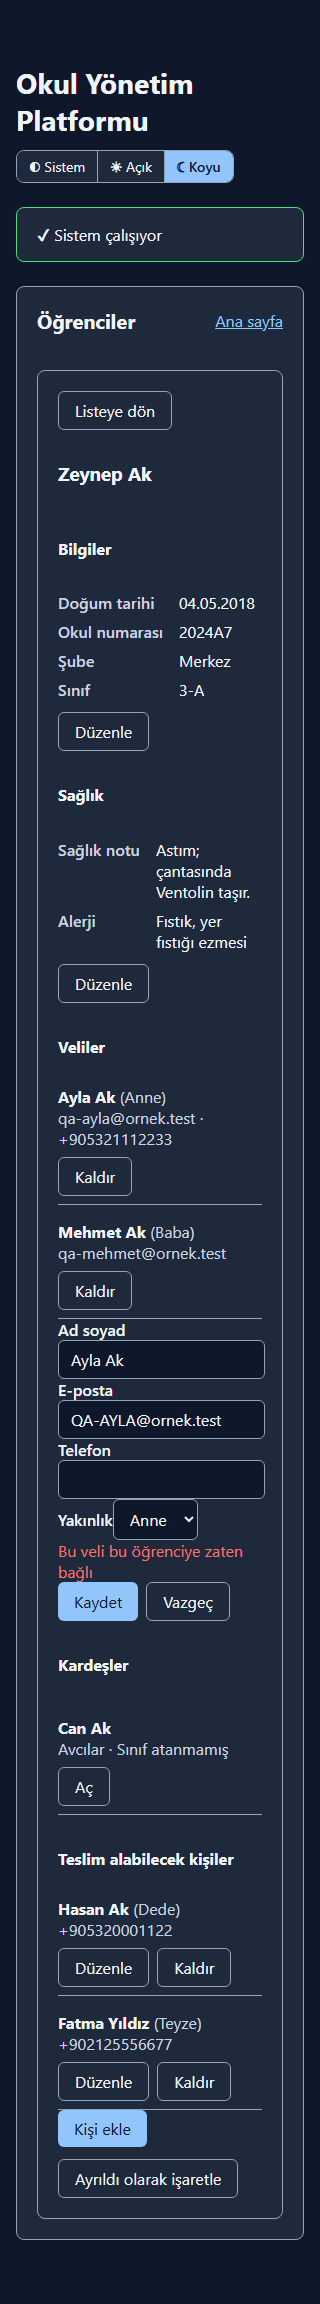 Okul Yönetim
Platformu
Sistem Açık Koyu
✓ Sistem çalışıyor
Öğrenciler Ana sayfa
Listeye dön
Zeynep Ak
Bilgiler
Doğum tarihi 04.05.2018
Okul numarası 2024A7
Şube Merkez
Sınıf 3-A
Düzenle
Sağlık
Sağlık notu Astım;
çantasında
Ventolin taşır.
Alerji Fıstık, yer
fıstığı ezmesi
Düzenle
Veliler
Ayla Ak (Anne)
qa-ayla@ornek.test ·
+905321112233
Kaldır
Mehmet Ak (Baba)
qa-mehmet@ornek.test
Kaldır
Ad soyad
Ayla Ak
E-posta
QA-AYLA@ornek.test
Telefon
Yakınlık Anne
Bu veli bu öğrenciye zaten
bağlı
Kaydet Vazgeç
Kardeşler
Can Ak
Avcılar · Sınıf atanmamış
Aç
Teslim alabilecek kişiler
Hasan Ak (Dede)
+905320001122
Düzenle Kaldır
Fatma Yıldız (Teyze)
+902125556677
Düzenle Kaldır
Kişi ekle
Ayrıldı olarak işaretle